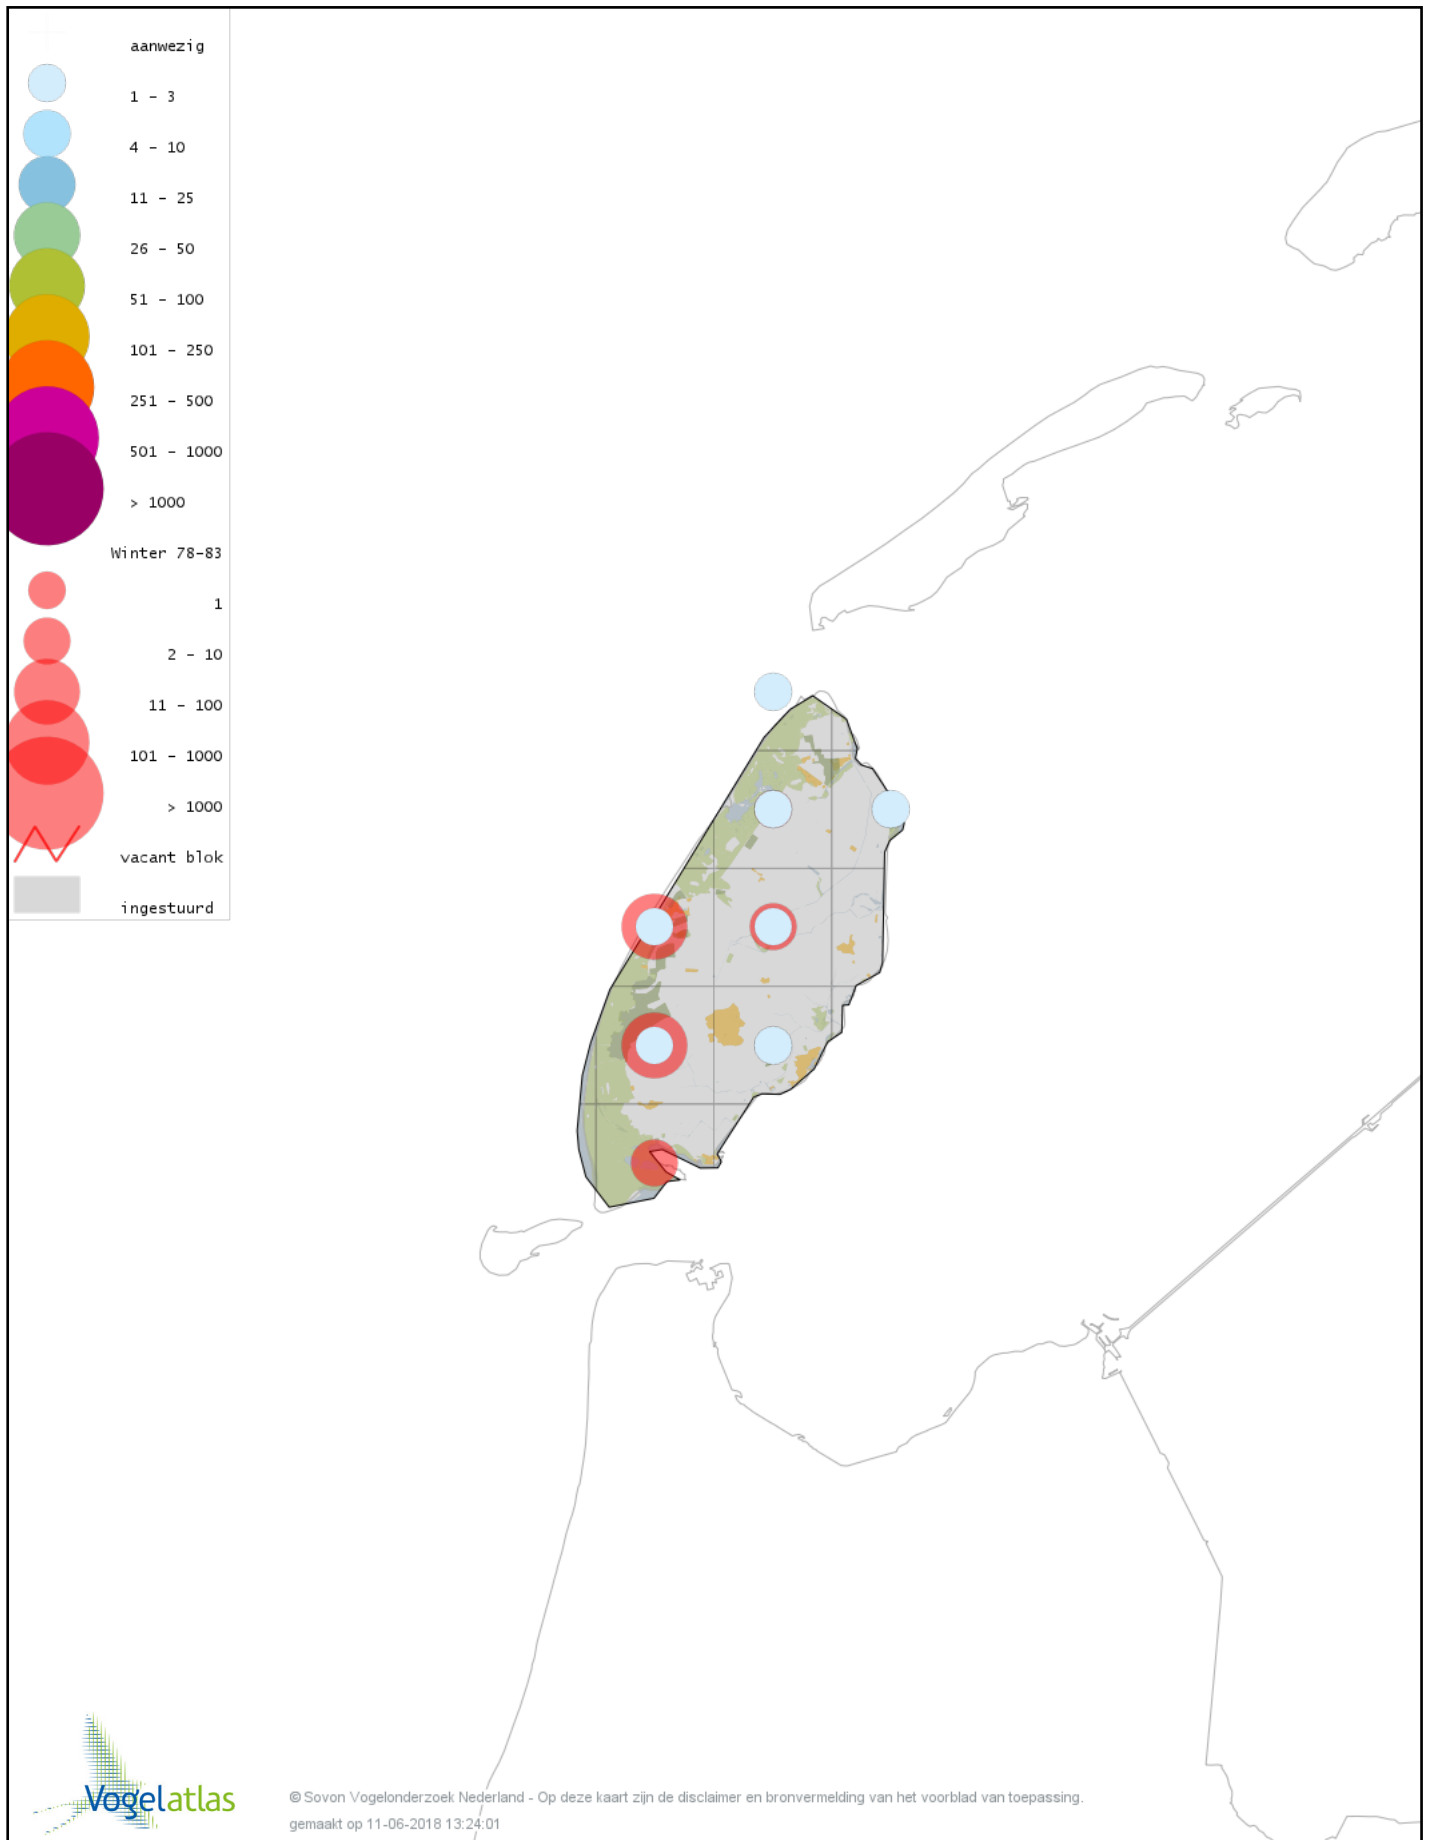 aanwezig
1 - 3
4 - 10
11 - 25
26 - 50
51 - 100
101 - 250
251 - 500
501 - 1000
> 1000
Winter 78-83
1
2 - 10
11 - 100
101 - 1000
> 1000
vacant blok
ingestuurd
Vogelatlas
© Sovon Vogelonderzoek Nederland - Op deze kaart zijn de disclaimer en bronvermelding van het voorblad van toepassing.
gemaakt op 11-06-2018 13:24:01